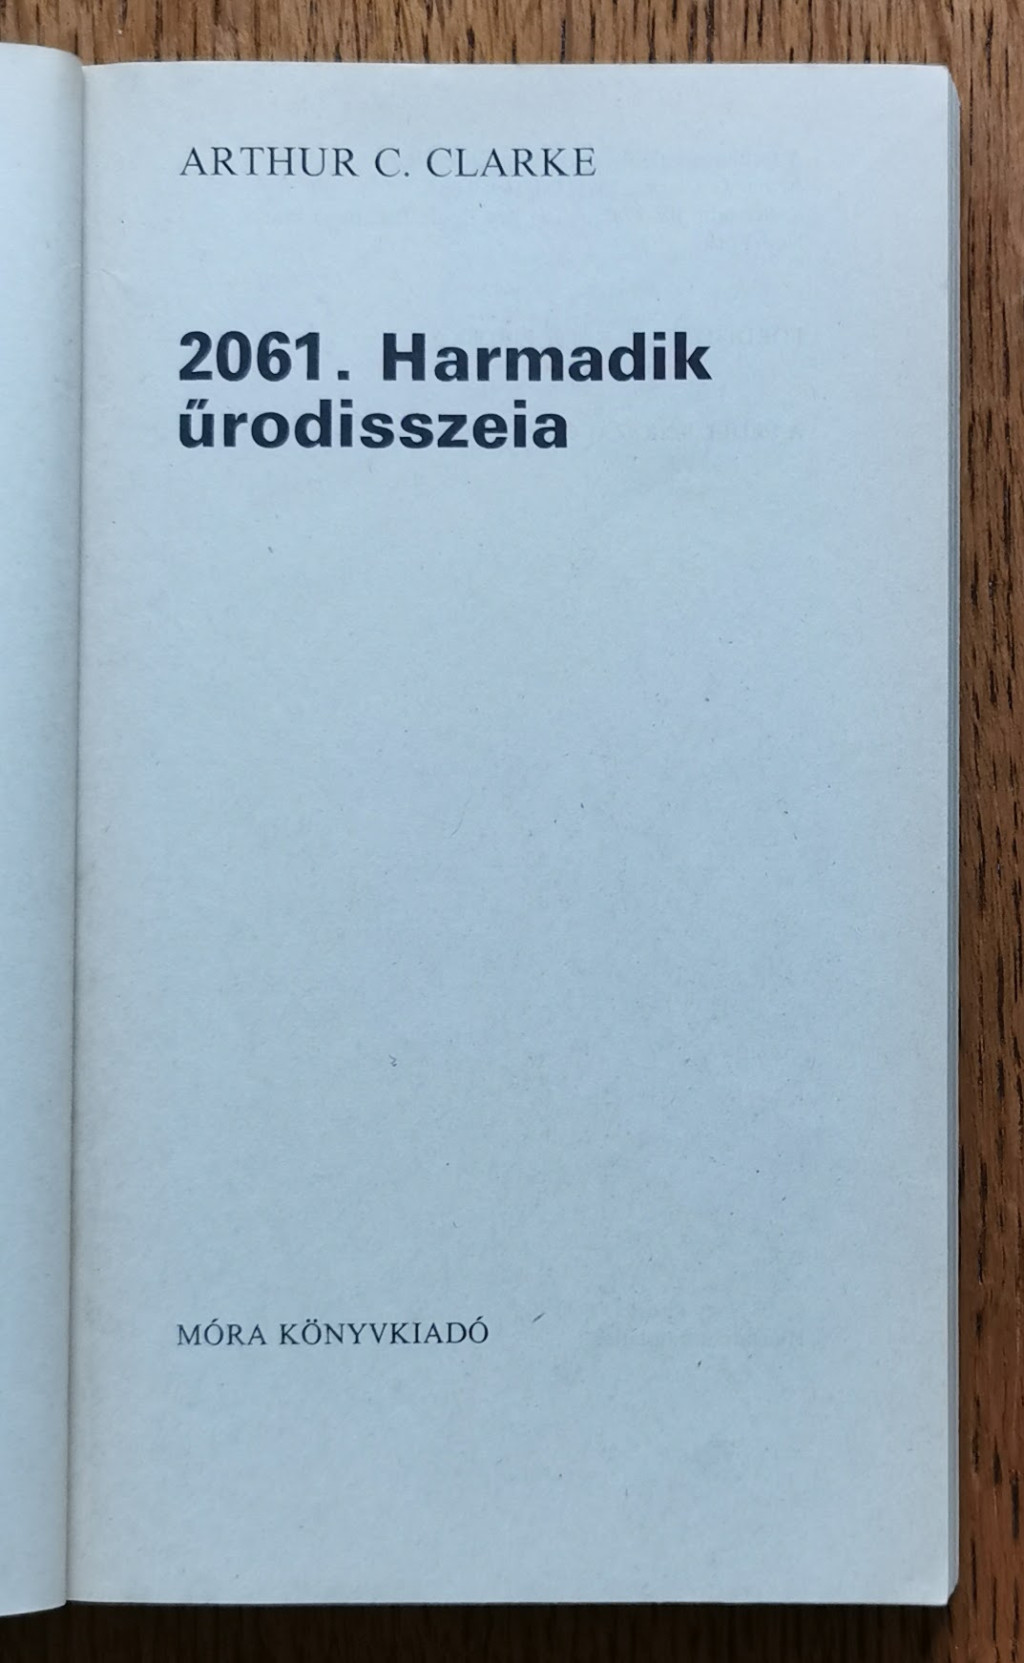 ARTHUR C. CLARKE
2061. Harmadik
űrodisszeia
MÓRA KÖNYVKIADÓ